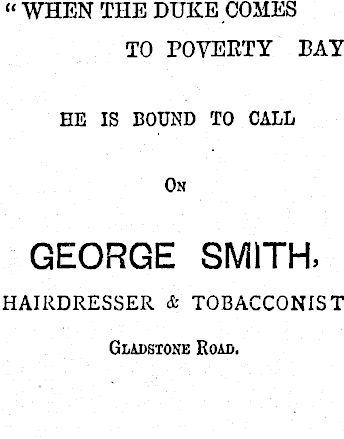 “ WHEN THE DUKE COMES
TO POVERTY BAY
HE IS BOUND TO CALL
ON
GEORGE SMITH,
HAIRDRESSER & TOBACCONIST
GLADSTONE ROAD.